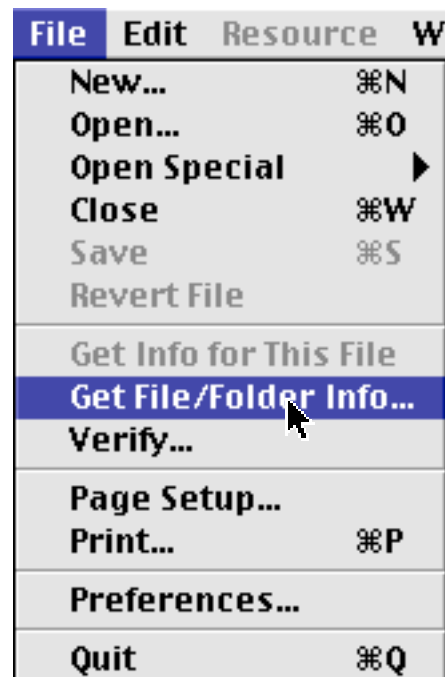 File Edit Resource W
New... ⌘N
Open... ⌘O
Open Special ▶
Close ⌘W
Save ⌘S
Revert File
Get Info for This File
Get File/Folder Info...
Verify...
Page Setup...
Print... ⌘P
Preferences...
Quit ⌘Q